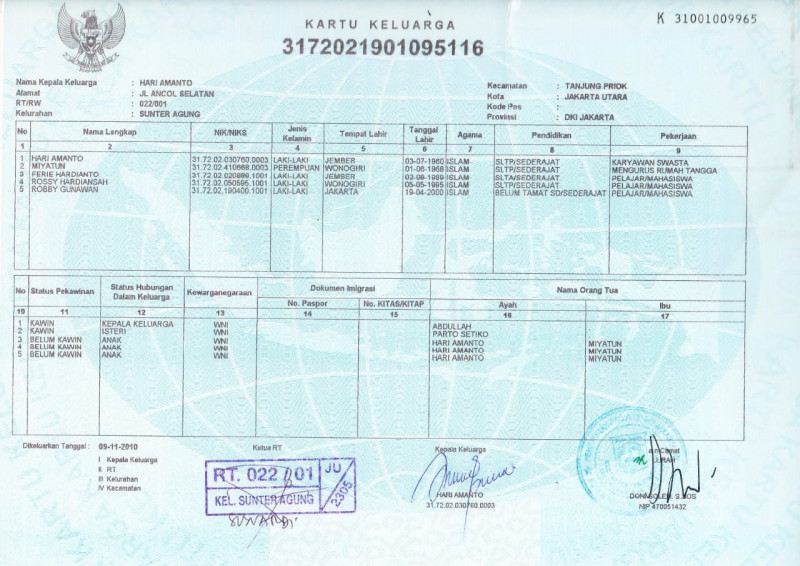 KARTU KELUARGA
K 31001009965
3172021901095116
Nama Kepala Keluarga : HARI AMANTO
Alamat : JL ANCOL SELATAN
RT/RW : 022/001
Kelurahan : SUNTER AGUNG
Kecamatan : TANJUNG PRIOK
Kota : JAKARTA UTARA
Kode Pos :
Provinsi : DKI JAKARTA
No Nama Lengkap NIK/NIKS Jenis Kelamin Tempat Lahir Tanggal Lahir Agama Pendidikan Pekerjaan
1 2 3 4 5 6 7 8 9
1 HARI AMANTO 31.72.02.030760.0003 LAKI-LAKI JEMBER 03-07-1960 ISLAM SLTP/SEDERAJAT KARYAWAN SWASTA
2 MIYATUN 31.72.02.410668.0003 PEREMPUAN WONOGIRI 01-06-1968 ISLAM SLTP/SEDERAJAT MENGURUS RUMAH TANGGA
3 FERIE HARDIANTO 31.72.02.020889.1001 LAKI-LAKI JEMBER ISLAM SLTA/SEDERAJAT PELAJAR/MAHASISWA
4 ROSSY HARDIANSAH 31.72.02.050595.1001 LAKI-LAKI WONOGIRI 05-05-1995 ISLAM SLTP/SEDERAJAT PELAJAR/MAHASISWA
5 ROBBY GUNAWAN 31.72.02.190400.1001 LAKI-LAKI JAKARTA 19-04-2000 ISLAM BELUM TAMAT SD/SEDERAJAT PELAJAR/MAHASISWA
No Status Pekawinan Status Hubungan Dalam Keluarga Kewarganegaraan Dokumen Imigrasi Nama Orang Tua
No. Paspor No. KITAS/KITAP Ayah Ibu
10 11 12 13 14 15 16 17
1 KAWIN KEPALA KELUARGA WNI ABDULLAH
2 KAWIN ISTERI WNI PARTO SETIKO
3 BELUM KAWIN ANAK WNI HARI AMANTO MIYATUN
4 BELUM KAWIN ANAK WNI HARI AMANTO MIYATUN
5 BELUM KAWIN ANAK WNI HARI AMANTO MIYATUN
Dikeluarkan Tanggal : 09-11-2010
I Kepala Keluarga
II RT
III Kelurahan
IV Kecamatan
Ketua RT
RT. 022 / 01 JU
KEL. SUNTER AGUNG 2305
SUWARDI
Kepala Keluarga
HARI AMANTO
31.72.02.030760.0003
a.n Camat
LURAH
S.SOS
NIP 470051432